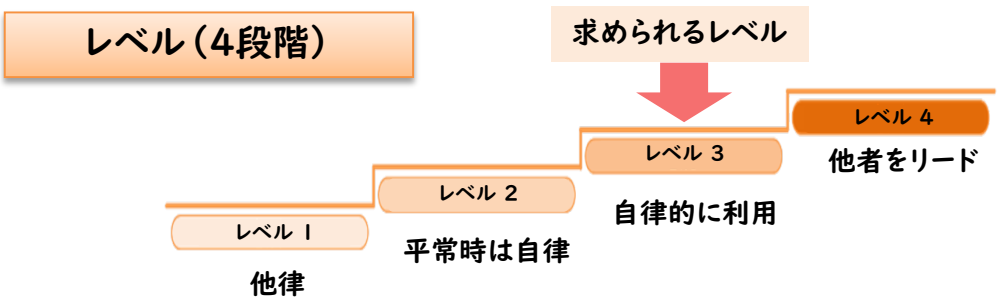 レベル(4段階)
求められるレベル
レベル 1
他律
レベル 2
平常時は自律
レベル 3
自律的に利用
レベル 4
他者をリード